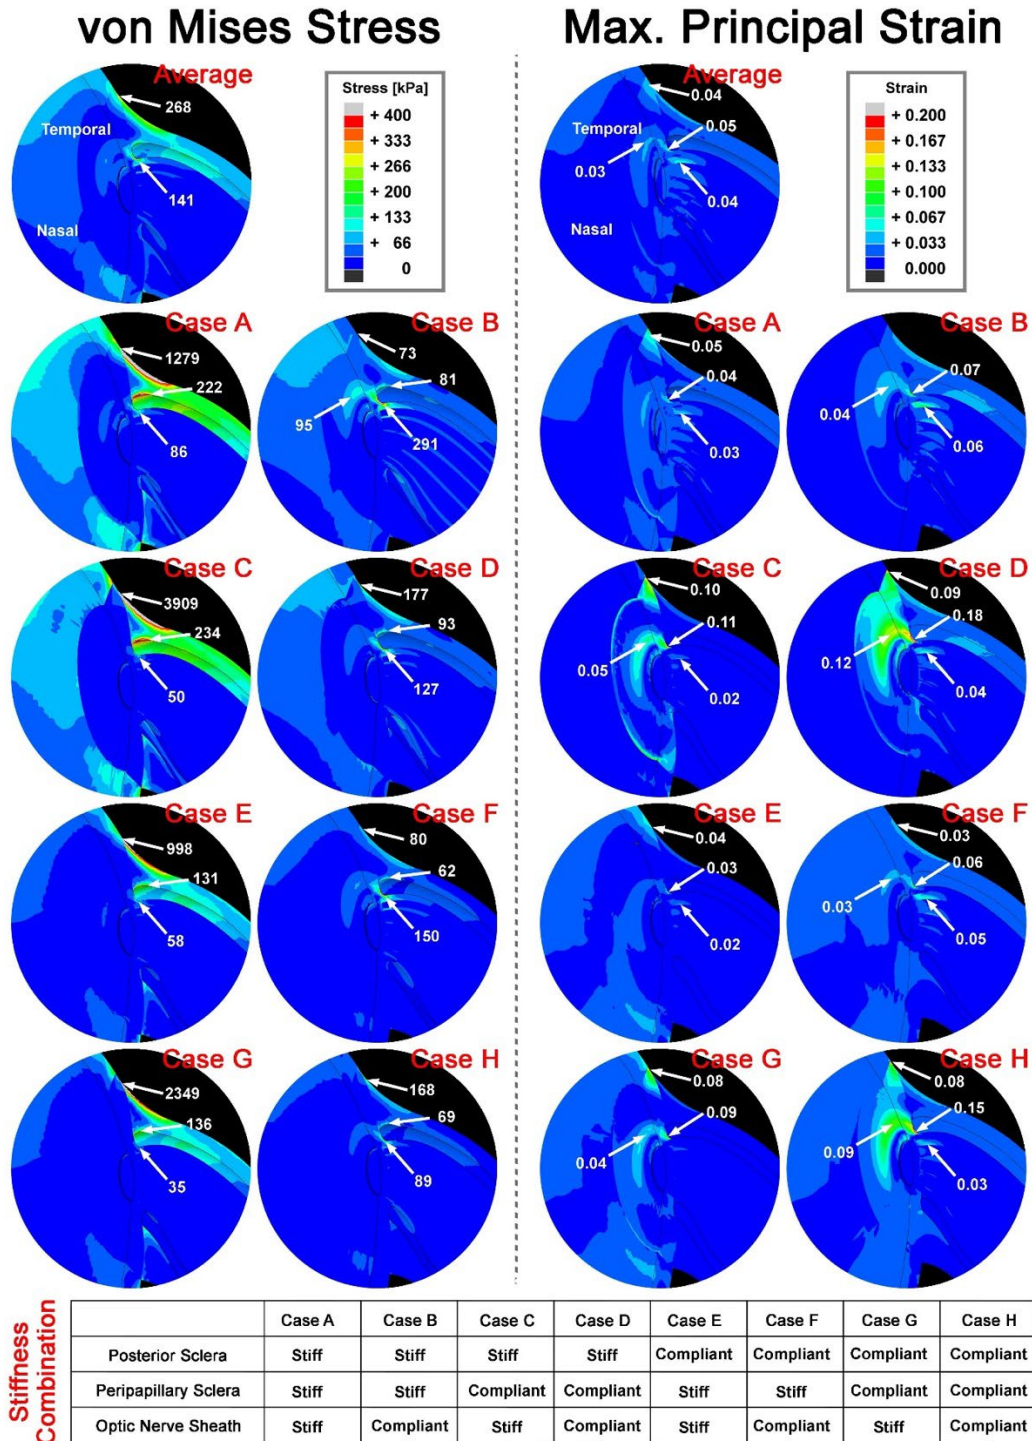 von Mises Stress
Max. Principal Strain
Average
Stress [kPa]
+ 400
+ 333
+ 266
+ 200
+ 133
+ 66
0
268
Temporal
141
Nasal
Average
Strain
+ 0.200
+ 0.167
+ 0.133
+ 0.100
+ 0.067
+ 0.033
0.000
0.04
Temporal
0.05
0.03
0.04
Nasal
Case A
1279
222
86
Case B
73
81
95
291
Case A
0.05
0.04
0.03
Case B
0.07
0.04
0.06
Case C
3909
234
50
Case D
177
93
127
Case C
0.10
0.11
0.05
0.02
Case D
0.09
0.18
0.12
0.04
Case E
998
131
58
Case F
80
62
150
Case E
0.04
0.03
0.02
Case F
0.03
0.06
0.03
0.05
Case G
2349
136
35
Case H
168
69
89
Case G
0.08
0.09
0.04
Case H
0.08
0.15
0.09
0.03
Stiffness
Combination
Case A Case B Case C Case D Case E Case F Case G Case H
Posterior Sclera Stiff Stiff Stiff Stiff Compliant Compliant Compliant Compliant
Peripapillary Sclera Stiff Stiff Compliant Compliant Stiff Stiff Compliant Compliant
Optic Nerve Sheath Stiff Compliant Stiff Compliant Stiff Compliant Stiff Compliant